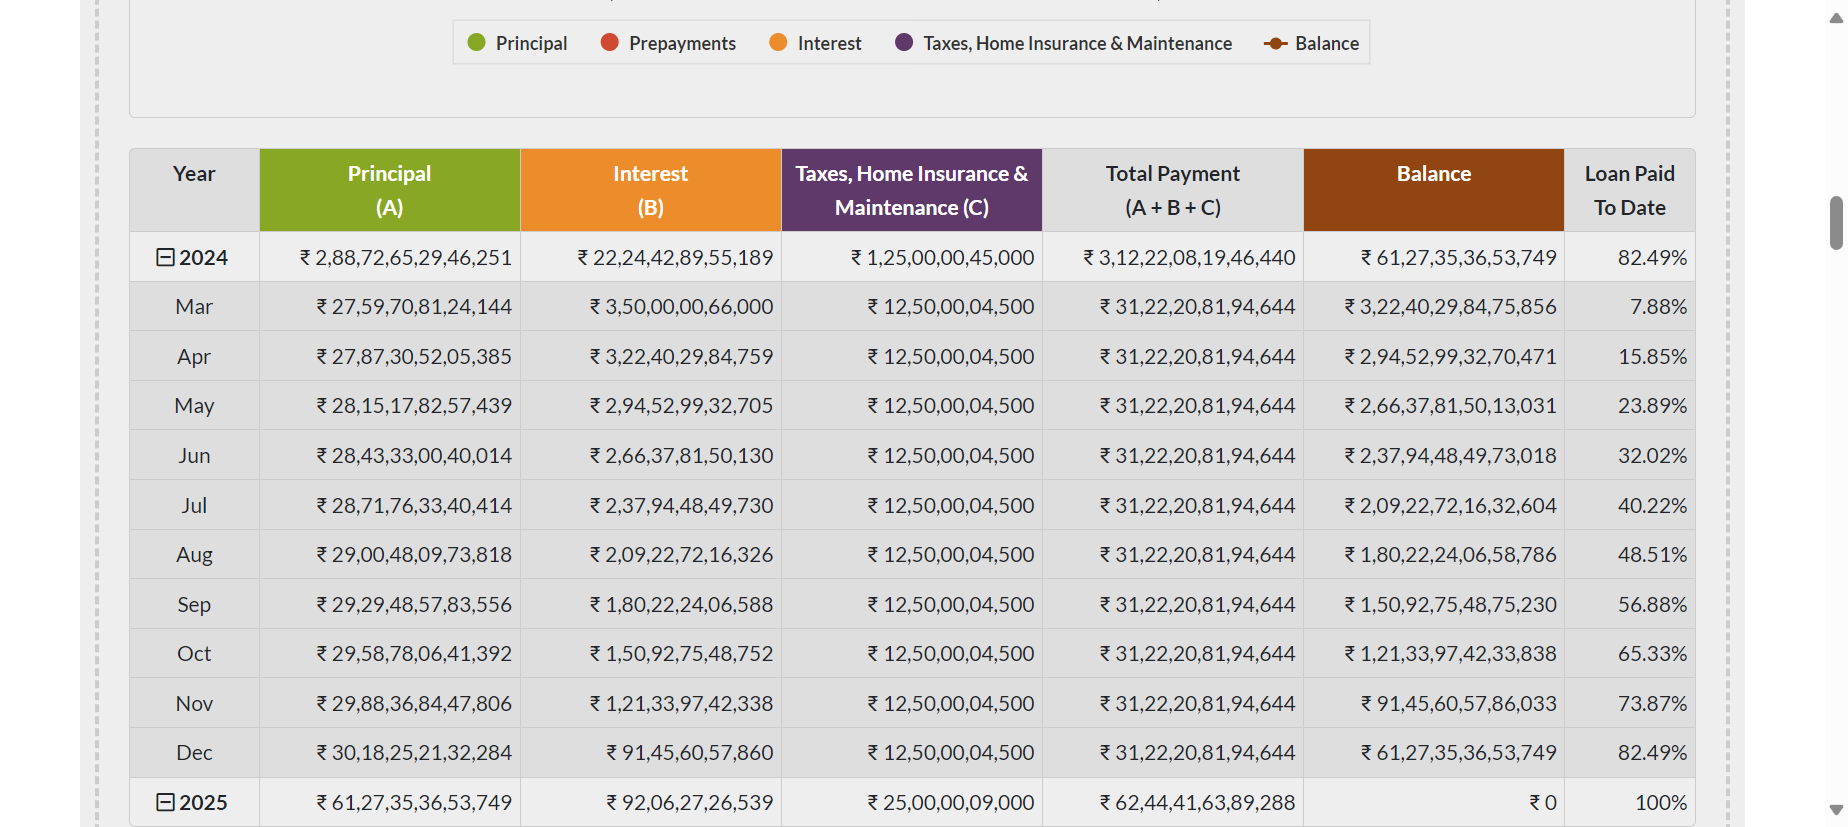 Principal Prepayments Interest Taxes, Home Insurance & Maintenance Balance
Year Principal (A) Interest (B) Taxes, Home Insurance & Maintenance (C) Total Payment (A + B + C) Balance Loan Paid To Date
2024 ₹ 2,88,72,65,29,46,251 ₹ 22,24,42,89,55,189 ₹ 1,25,00,00,45,000 ₹ 3,12,22,08,19,46,440 ₹ 61,27,35,36,53,749 82.49%
Mar ₹ 27,59,70,81,24,144 ₹ 3,50,00,00,66,000 ₹ 12,50,00,04,500 ₹ 31,22,20,81,94,644 ₹ 3,22,40,29,84,75,856 7.88%
Apr ₹ 27,87,30,52,05,385 ₹ 3,22,40,29,84,759 ₹ 12,50,00,04,500 ₹ 31,22,20,81,94,644 ₹ 2,94,52,99,32,70,471 15.85%
May ₹ 28,15,17,82,57,439 ₹ 2,94,52,99,32,705 ₹ 12,50,00,04,500 ₹ 31,22,20,81,94,644 ₹ 2,66,37,81,50,13,031 23.89%
Jun ₹ 28,43,33,00,40,014 ₹ 2,66,37,81,50,130 ₹ 12,50,00,04,500 ₹ 31,22,20,81,94,644 ₹ 2,37,94,48,49,73,018 32.02%
Jul ₹ 28,71,76,33,40,414 ₹ 2,37,94,48,49,730 ₹ 12,50,00,04,500 ₹ 31,22,20,81,94,644 ₹ 2,09,22,72,16,32,604 40.22%
Aug ₹ 29,00,48,09,73,818 ₹ 2,09,22,72,16,326 ₹ 12,50,00,04,500 ₹ 31,22,20,81,94,644 ₹ 1,80,22,24,06,58,786 48.51%
Sep ₹ 29,29,48,57,83,556 ₹ 1,80,22,24,06,588 ₹ 12,50,00,04,500 ₹ 31,22,20,81,94,644 ₹ 1,50,92,75,48,75,230 56.88%
Oct ₹ 29,58,78,06,41,392 ₹ 1,50,92,75,48,752 ₹ 12,50,00,04,500 ₹ 31,22,20,81,94,644 ₹ 1,21,33,97,42,33,838 65.33%
Nov ₹ 29,88,36,84,47,806 ₹ 1,21,33,97,42,338 ₹ 12,50,00,04,500 ₹ 31,22,20,81,94,644 ₹ 91,45,60,57,86,033 73.87%
Dec ₹ 30,18,25,21,32,284 ₹ 91,45,60,57,860 ₹ 12,50,00,04,500 ₹ 31,22,20,81,94,644 ₹ 61,27,35,36,53,749 82.49%
2025 ₹ 61,27,35,36,53,749 ₹ 92,06,27,26,539 ₹ 25,00,00,09,000 ₹ 62,44,41,63,89,288 ₹ 0 100%